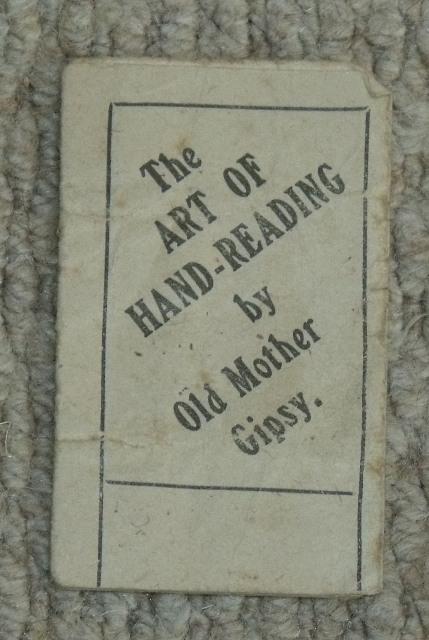 The
ART OF
HAND-READING
by
Old Mother
Gipsy.